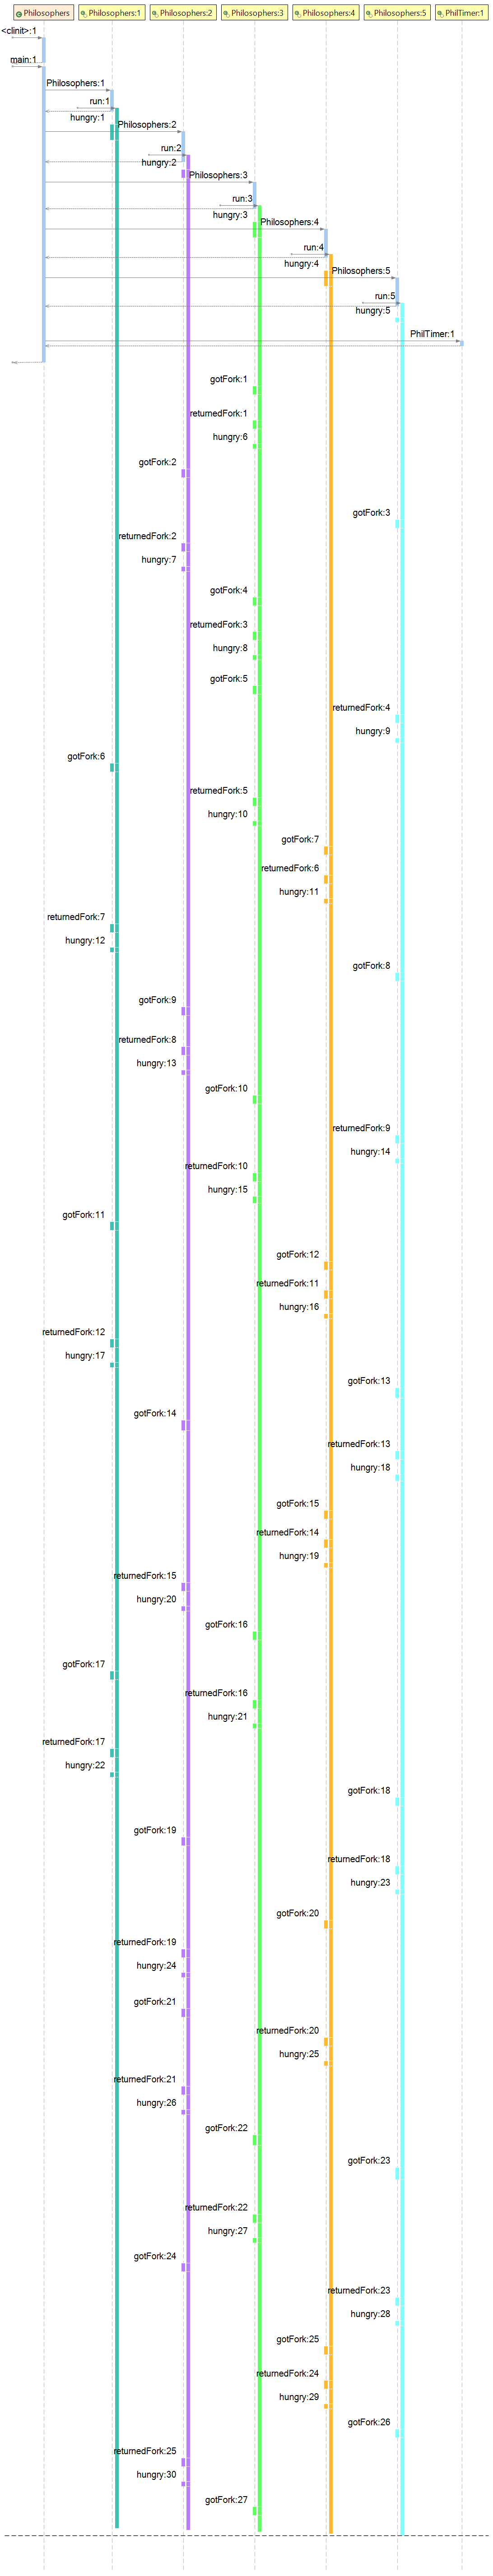 Philosophers Philosophers:1 Philosophers:2 Philosophers:3 Philosophers:4 Philosophers:5 PhilTimer:1
<clinit>:1
main:1
Philosophers:1
run:1
hungry:1
Philosophers:2
run:2
hungry:2
Philosophers:3
run:3
hungry:3
Philosophers:4
run:4
hungry:4
Philosophers:5
run:5
hungry:5
PhilTimer:1
gotFork:1
returnedFork:1
hungry:6
gotFork:2
gotFork:3
returnedFork:2
hungry:7
gotFork:4
returnedFork:3
hungry:8
gotFork:5
returnedFork:4
hungry:9
gotFork:6
returnedFork:5
hungry:10
gotFork:7
returnedFork:6
hungry:11
returnedFork:7
hungry:12
gotFork:8
gotFork:9
returnedFork:8
hungry:13
gotFork:10
returnedFork:9
hungry:14
returnedFork:10
hungry:15
gotFork:11
gotFork:12
returnedFork:11
hungry:16
returnedFork:12
hungry:17
gotFork:13
gotFork:14
returnedFork:13
hungry:18
gotFork:15
returnedFork:14
hungry:19
returnedFork:15
hungry:20
gotFork:16
gotFork:17
returnedFork:16
hungry:21
returnedFork:17
hungry:22
gotFork:18
gotFork:19
returnedFork:18
hungry:23
gotFork:20
returnedFork:19
hungry:24
gotFork:21
returnedFork:20
hungry:25
returnedFork:21
hungry:26
gotFork:22
gotFork:23
returnedFork:22
hungry:27
gotFork:24
returnedFork:23
hungry:28
gotFork:25
returnedFork:24
hungry:29
gotFork:26
returnedFork:25
hungry:30
gotFork:27